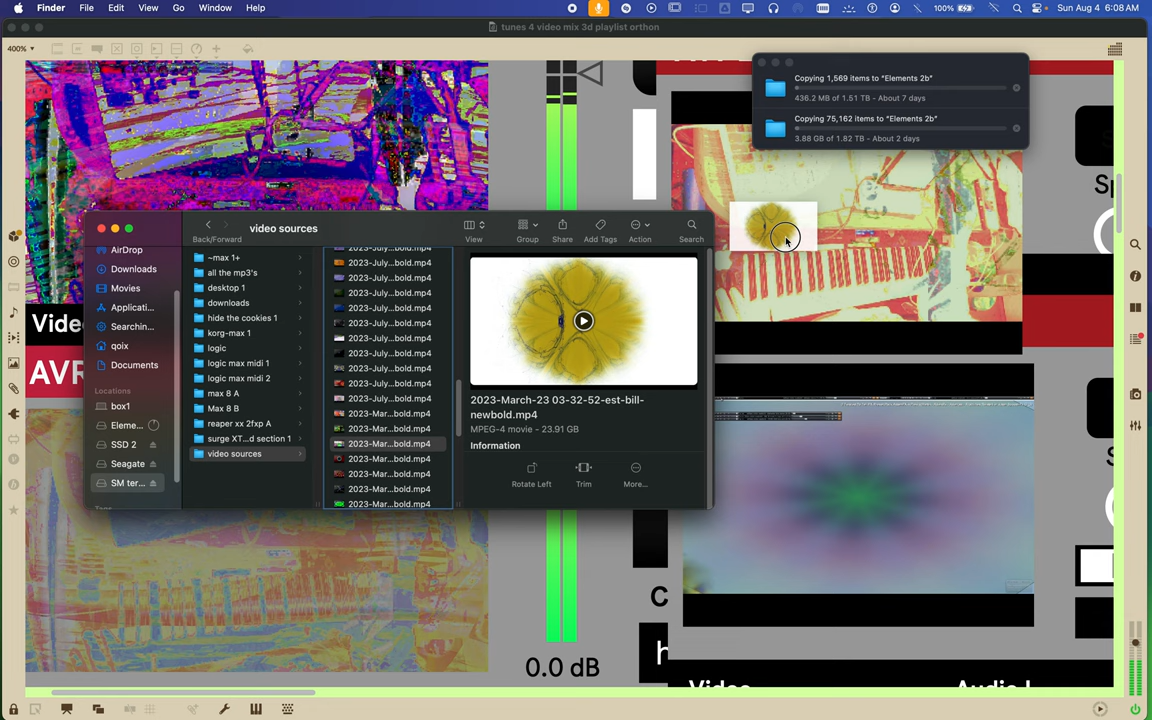 Finder File Edit View Go Window Help 100% Sun Aug 4 6:08 AM
tunes 4 video mix 3d playlist orthon
400%
Copying 1,569 items to "Elements 2b"
436.2 MB of 1.51 TB - About 7 days
Copying 75,162 items to "Elements 2b"
3.88 GB of 1.82 TB - About 2 days
Back/Forward
video sources
View Group Share Add Tags Action Search
AirDrop
Downloads
Movies
Applicati...
Searchin...
qoix
Documents
Locations
box1
Eleme...
SSD 2
Seagate
SM ter...
~max 1+
all the mp3's
desktop 1
downloads
hide the cookies 1
korg-max 1
logic
logic max midi 1
logic max midi 2
max 8 A
Max 8 B
reaper xx 2fxp A
surge XT...d section 1
video sources
2023-July...bold.mp4
2023-July...bold.mp4
2023-July...bold.mp4
2023-July...bold.mp4
2023-July...bold.mp4
2023-July...bold.mp4
2023-July...bold.mp4
2023-July...bold.mp4
2023-July...bold.mp4
2023-July...bold.mp4
2023-July...bold.mp4
2023-Mar...bold.mp4
2023-Mar...bold.mp4
2023-Mar...bold.mp4
2023-Mar...bold.mp4
2023-Mar...bold.mp4
2023-Mar...bold.mp4
2023-Mar...bold.mp4
2023-March-23 03-32-52-est-bill-
newbold.mp4
MPEG-4 movie - 23.91 GB
Information
Rotate Left Trim More...
Vide
AVR
0.0 dB
Sp
S
C
h
Video Audio I